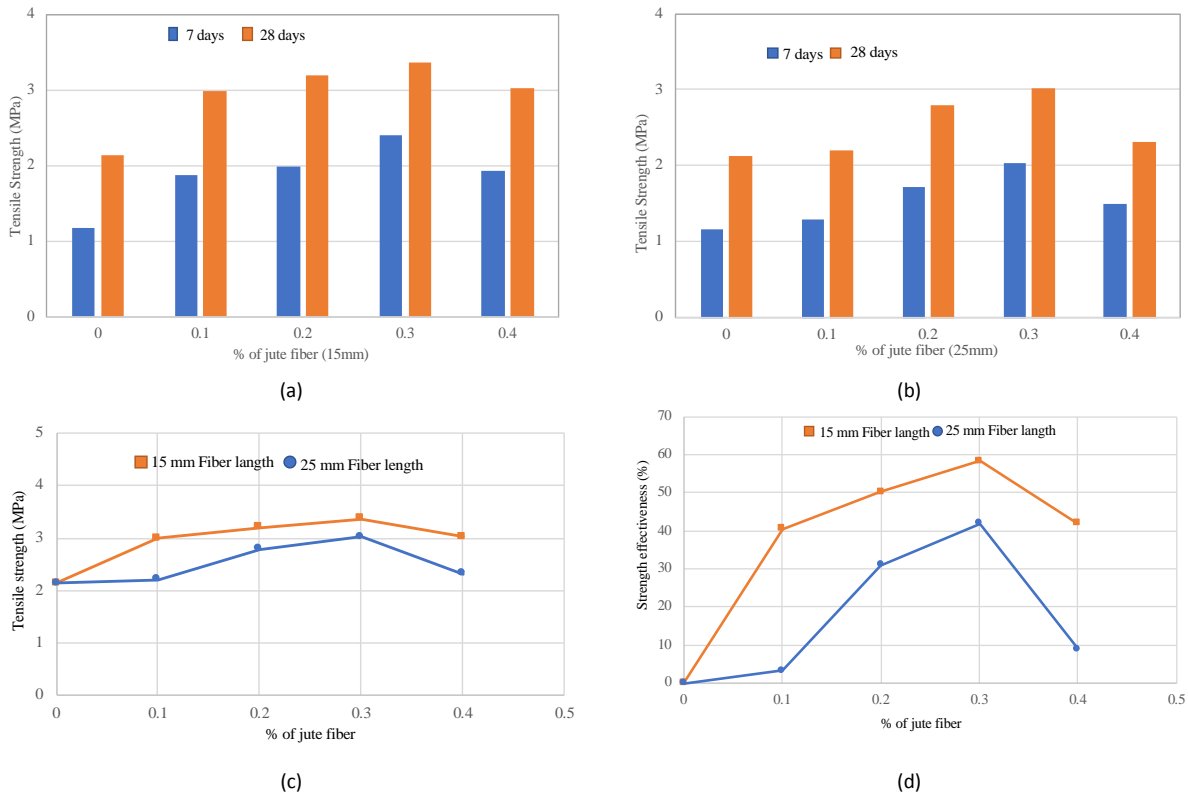 4
3
2
1
0
Tensile Strength (MPa)
7 days 28 days
0 0.1 0.2 0.3 0.4
% of jute fiber (15mm)
(a)
4
3
2
1
0
Tensile Strength (MPa)
7 days 28 days
0 0.1 0.2 0.3 0.4
% of jute fiber (25mm)
(b)
5
4
3
2
1
0
Tensile strength (MPa)
15 mm Fiber langth 25 mm Fiber length
0 0.1 0.2 0.3 0.4 0.5
% of jute fiber
(c)
70
60
50
40
30
20
10
0
Strength effectiveness (%)
15 mm Fiber length 25 mm Fiber length
0 0.1 0.2 0.3 0.4 0.5
% of jute fiber
(d)